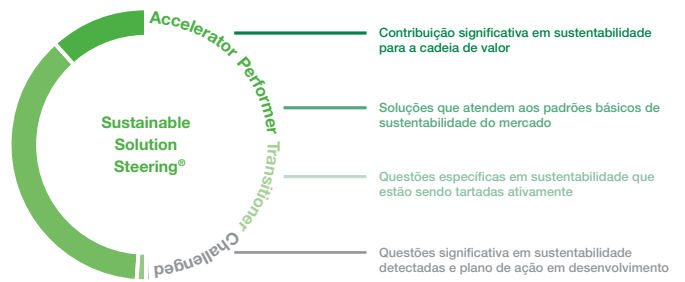 Accelerator
Contribuição significativa em sustentabilidade
para a cadeia de valor
Performer
Soluções que atendem aos padrões básicos de
sustentabilidade do mercado
Sustainable
Solution
Steering®
Transitioner
Questões específicas em sustentabilidade que
estão sendo tartadas ativamente
Challenged
Questões significativa em sustentabilidade
detectadas e plano de ação em desenvolvimento